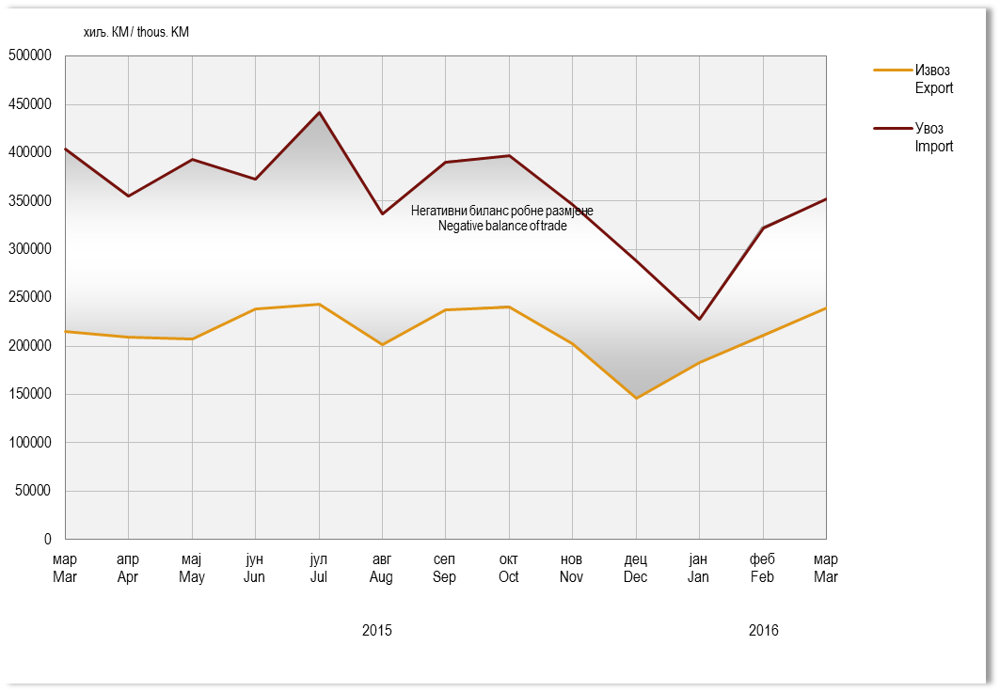 хиљ. КМ / thous. KM
500000
450000
400000
350000
300000
250000
200000
150000
100000
50000
0
Извоз
Export
Увоз
Import
Негативни биланс робне размјене
Negative balance of trade
мар апр мај јун јул авг сеп окт нов дец јан феб мар
Mar Apr May Jun Jul Aug Sep Oct Nov Dec Jan Feb Mar
2015 2016